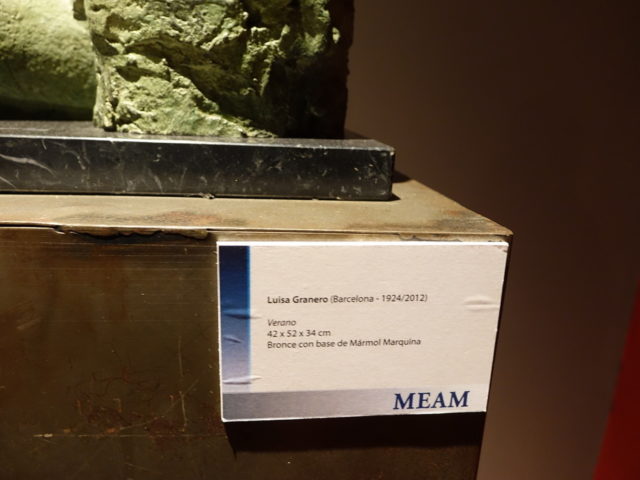 Luisa Granero (Barcelona - 1924/2012)
Verano
42 x 52 x 34 cm
Bronce con base de Mármol Marquina
MEAM